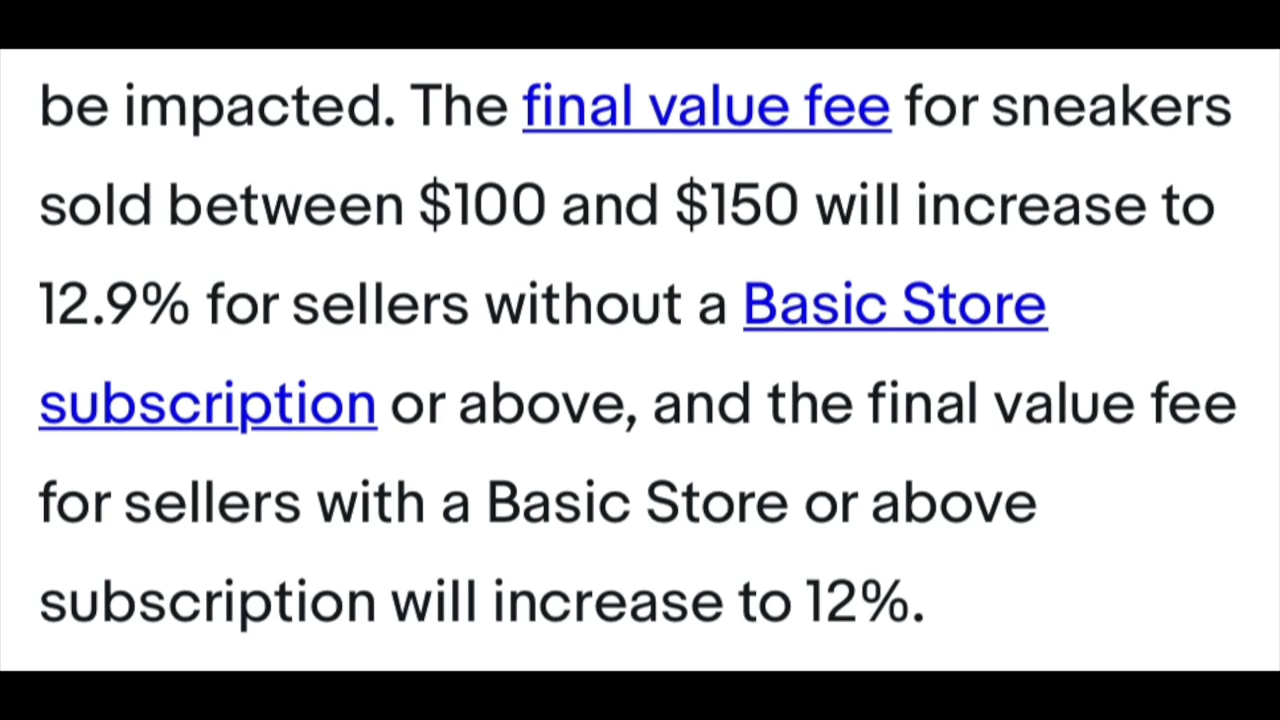 be impacted. The final value fee for sneakers
sold between $100 and $150 will increase to
12.9% for sellers without a Basic Store
subscription or above, and the final value fee
for sellers with a Basic Store or above
subscription will increase to 12%.